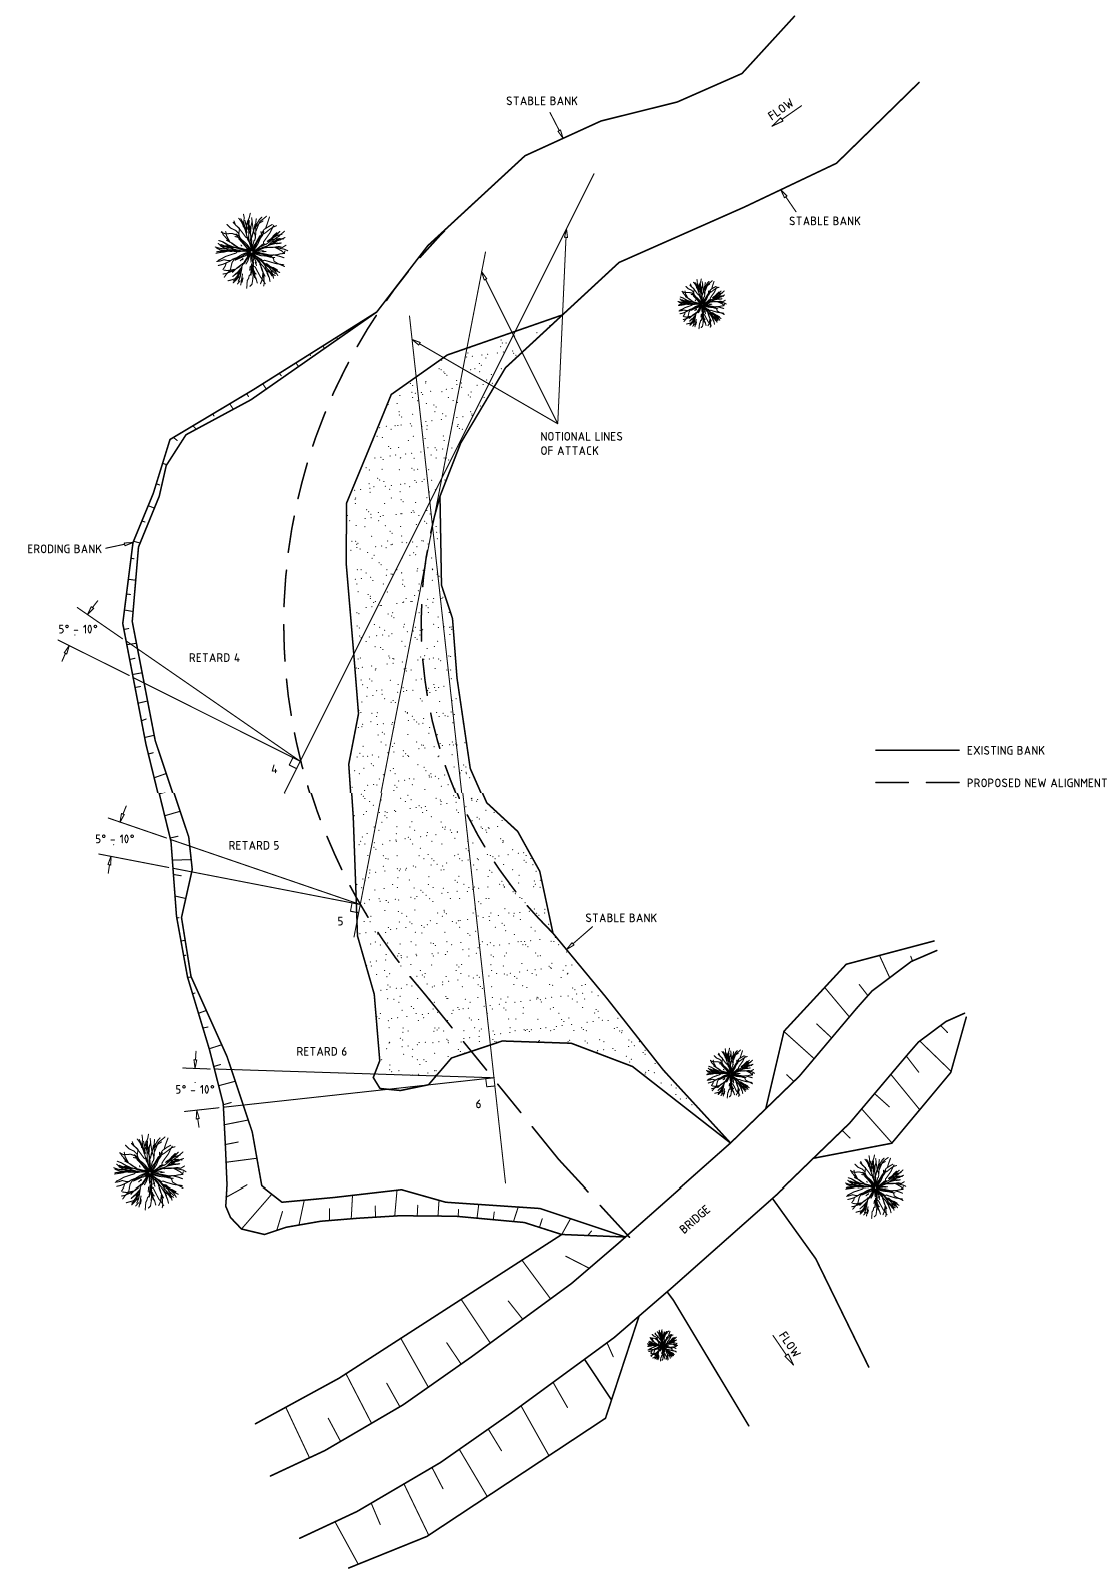 STABLE BANK
FLOW
STABLE BANK
NOTIONAL LINES
OF ATTACK
ERODING BANK
5° - 10°
RETARD 4
4
EXISTING BANK
PROPOSED NEW ALIGNMENT
5° - 10°
RETARD 5
5
STABLE BANK
RETARD 6
5° - 10°
6
BRIDGE
FLOW